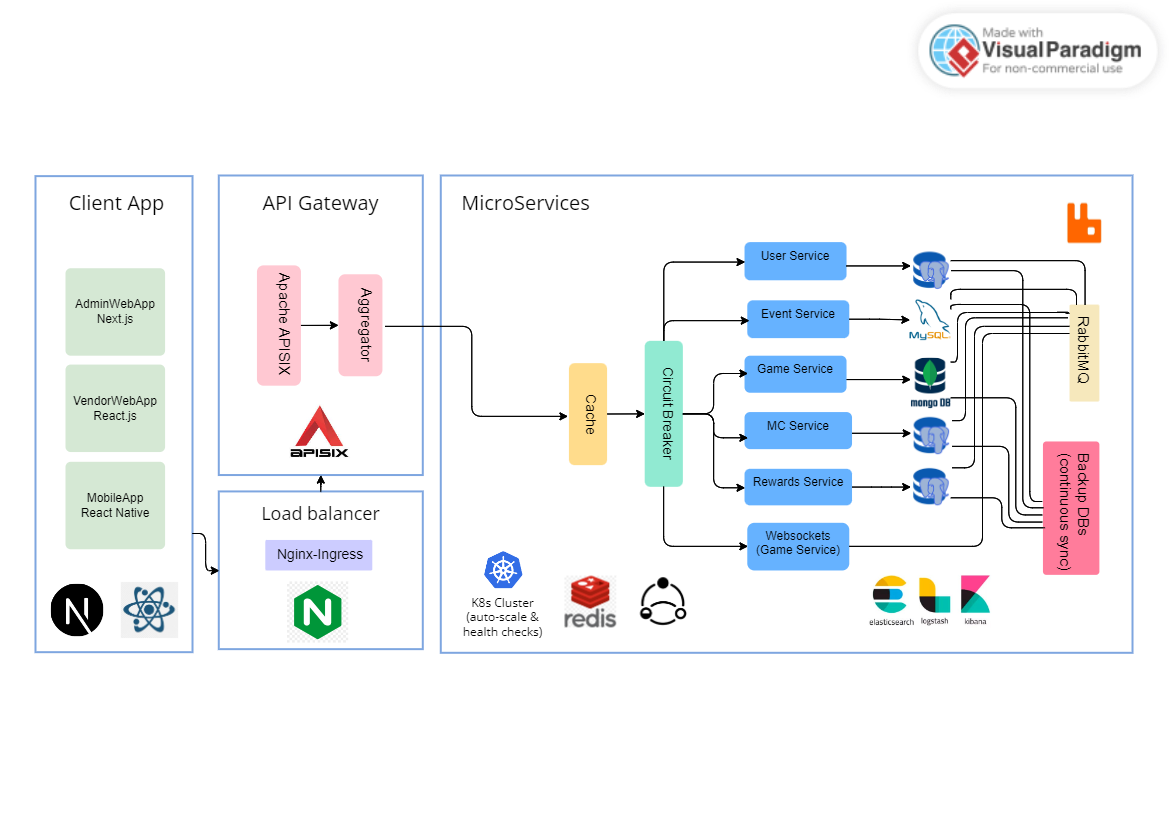 Made with
VisualParadigm
For non-commercial use
Client App
AdminWebApp
Next.js
VendorWebApp
React.js
MobileApp
React Native
N
API Gateway
Apache APISIX
Aggregator
APISIX
Load balancer
Nginx-Ingress
N
MicroServices
Cache
Circuit Breaker
User Service
Event Service
Game Service
MC Service
Rewards Service
Websockets
(Game Service)
MySQL
mongo DB
RabbitMQ
Backup DBs
(continuous sync)
K8s Cluster
(auto-scale &
health checks)
redis
elasticsearch
logstash
kibana